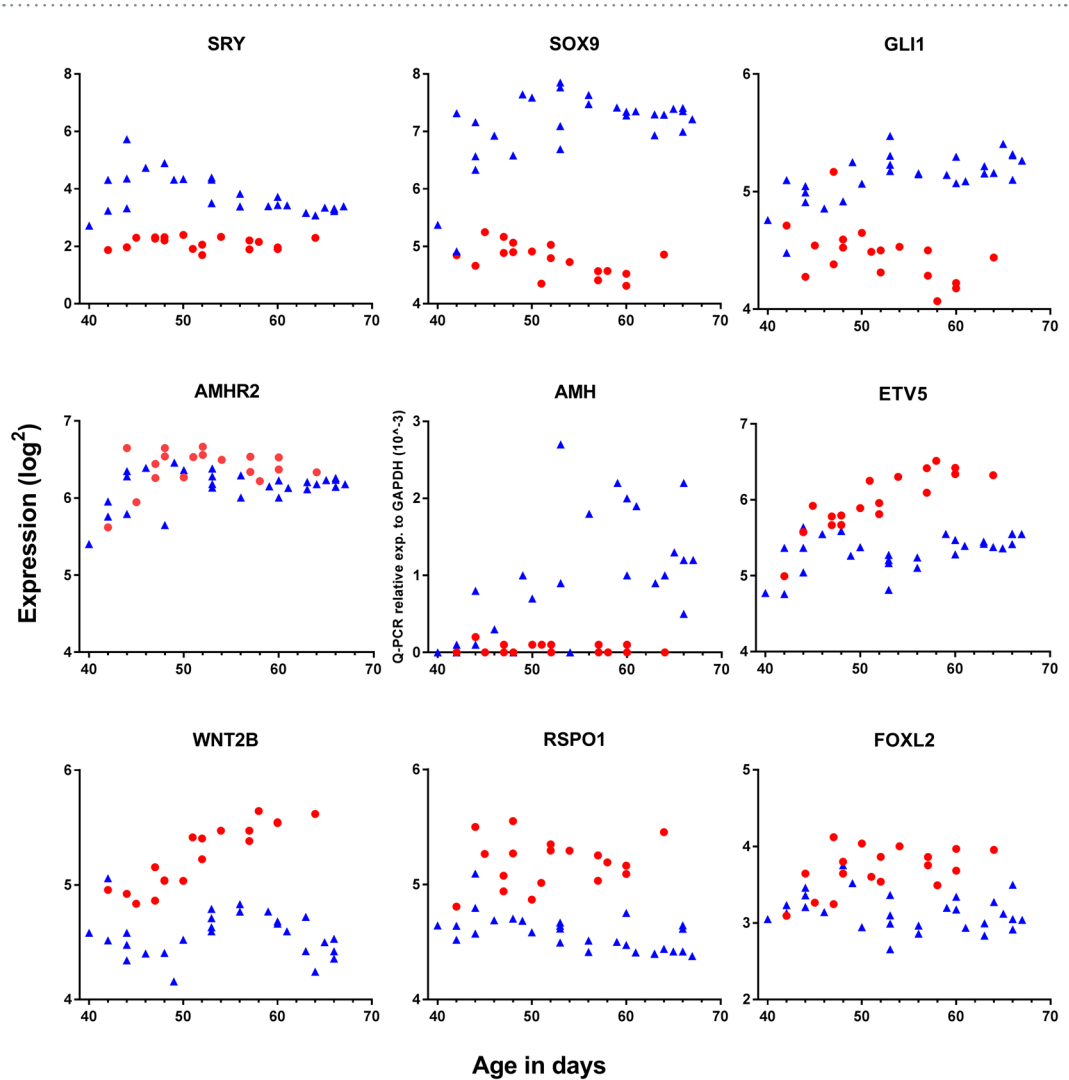 SRY
SOX9
GLI1
8
6
4
2
0
40 50 60 70
8
7
6
5
4
40 50 60 70
6
5
4
40 50 60 70
Expression (log²)
AMHR2
AMH
ETV5
7
6
5
4
40 50 60 70
Q-PCR relative exp. to GAPDH (10^-3)
3
2
1
0
40 50 60 70
7
6
5
4
40 50 60 70
WNT2B
RSPO1
FOXL2
6
5
4
40 50 60 70
6
5
4
40 50 60 70
5
4
3
2
40 50 60 70
Age in days